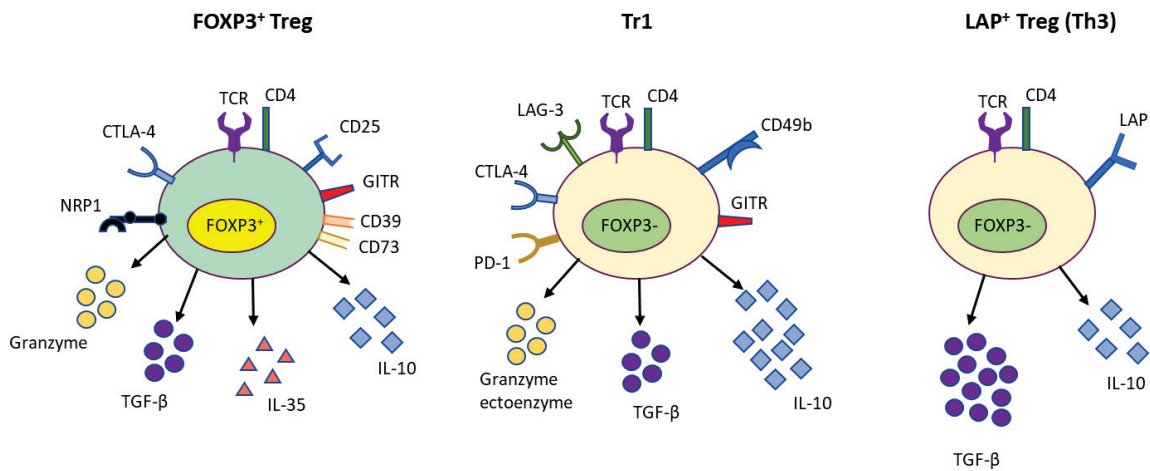 FOXP3⁺ Treg
TCR
CD4
CTLA-4
CD25
GITR
NRP1
CD39
FOXP3⁺
CD73
Granzyme
IL-10
TGF-β
IL-35
Tr1
TCR
CD4
LAG-3
CD49b
CTLA-4
GITR
FOXP3-
PD-1
Granzyme
ectoenzyme
TGF-β
IL-10
LAP⁺ Treg (Th3)
TCR
CD4
LAP
FOXP3-
IL-10
TGF-β